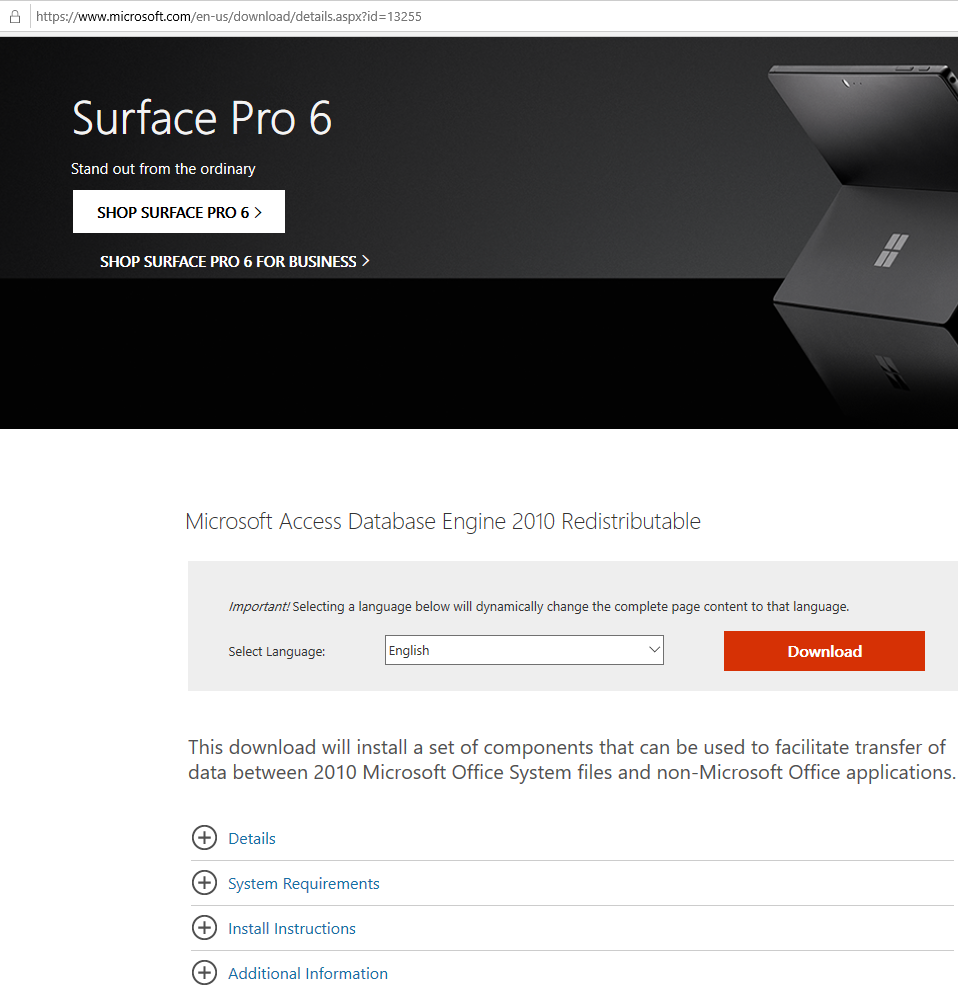 https://www.microsoft.com/en-us/download/details.aspx?id=13255
Surface Pro 6
Stand out from the ordinary
SHOP SURFACE PRO 6 >
SHOP SURFACE PRO 6 FOR BUSINESS >
Microsoft Access Database Engine 2010 Redistributable
Important! Selecting a language below will dynamically change the complete page content to that language.
Select Language: English Download
This download will install a set of components that can be used to facilitate transfer of
data between 2010 Microsoft Office System files and non-Microsoft Office applications.
Details
System Requirements
Install Instructions
Additional Information